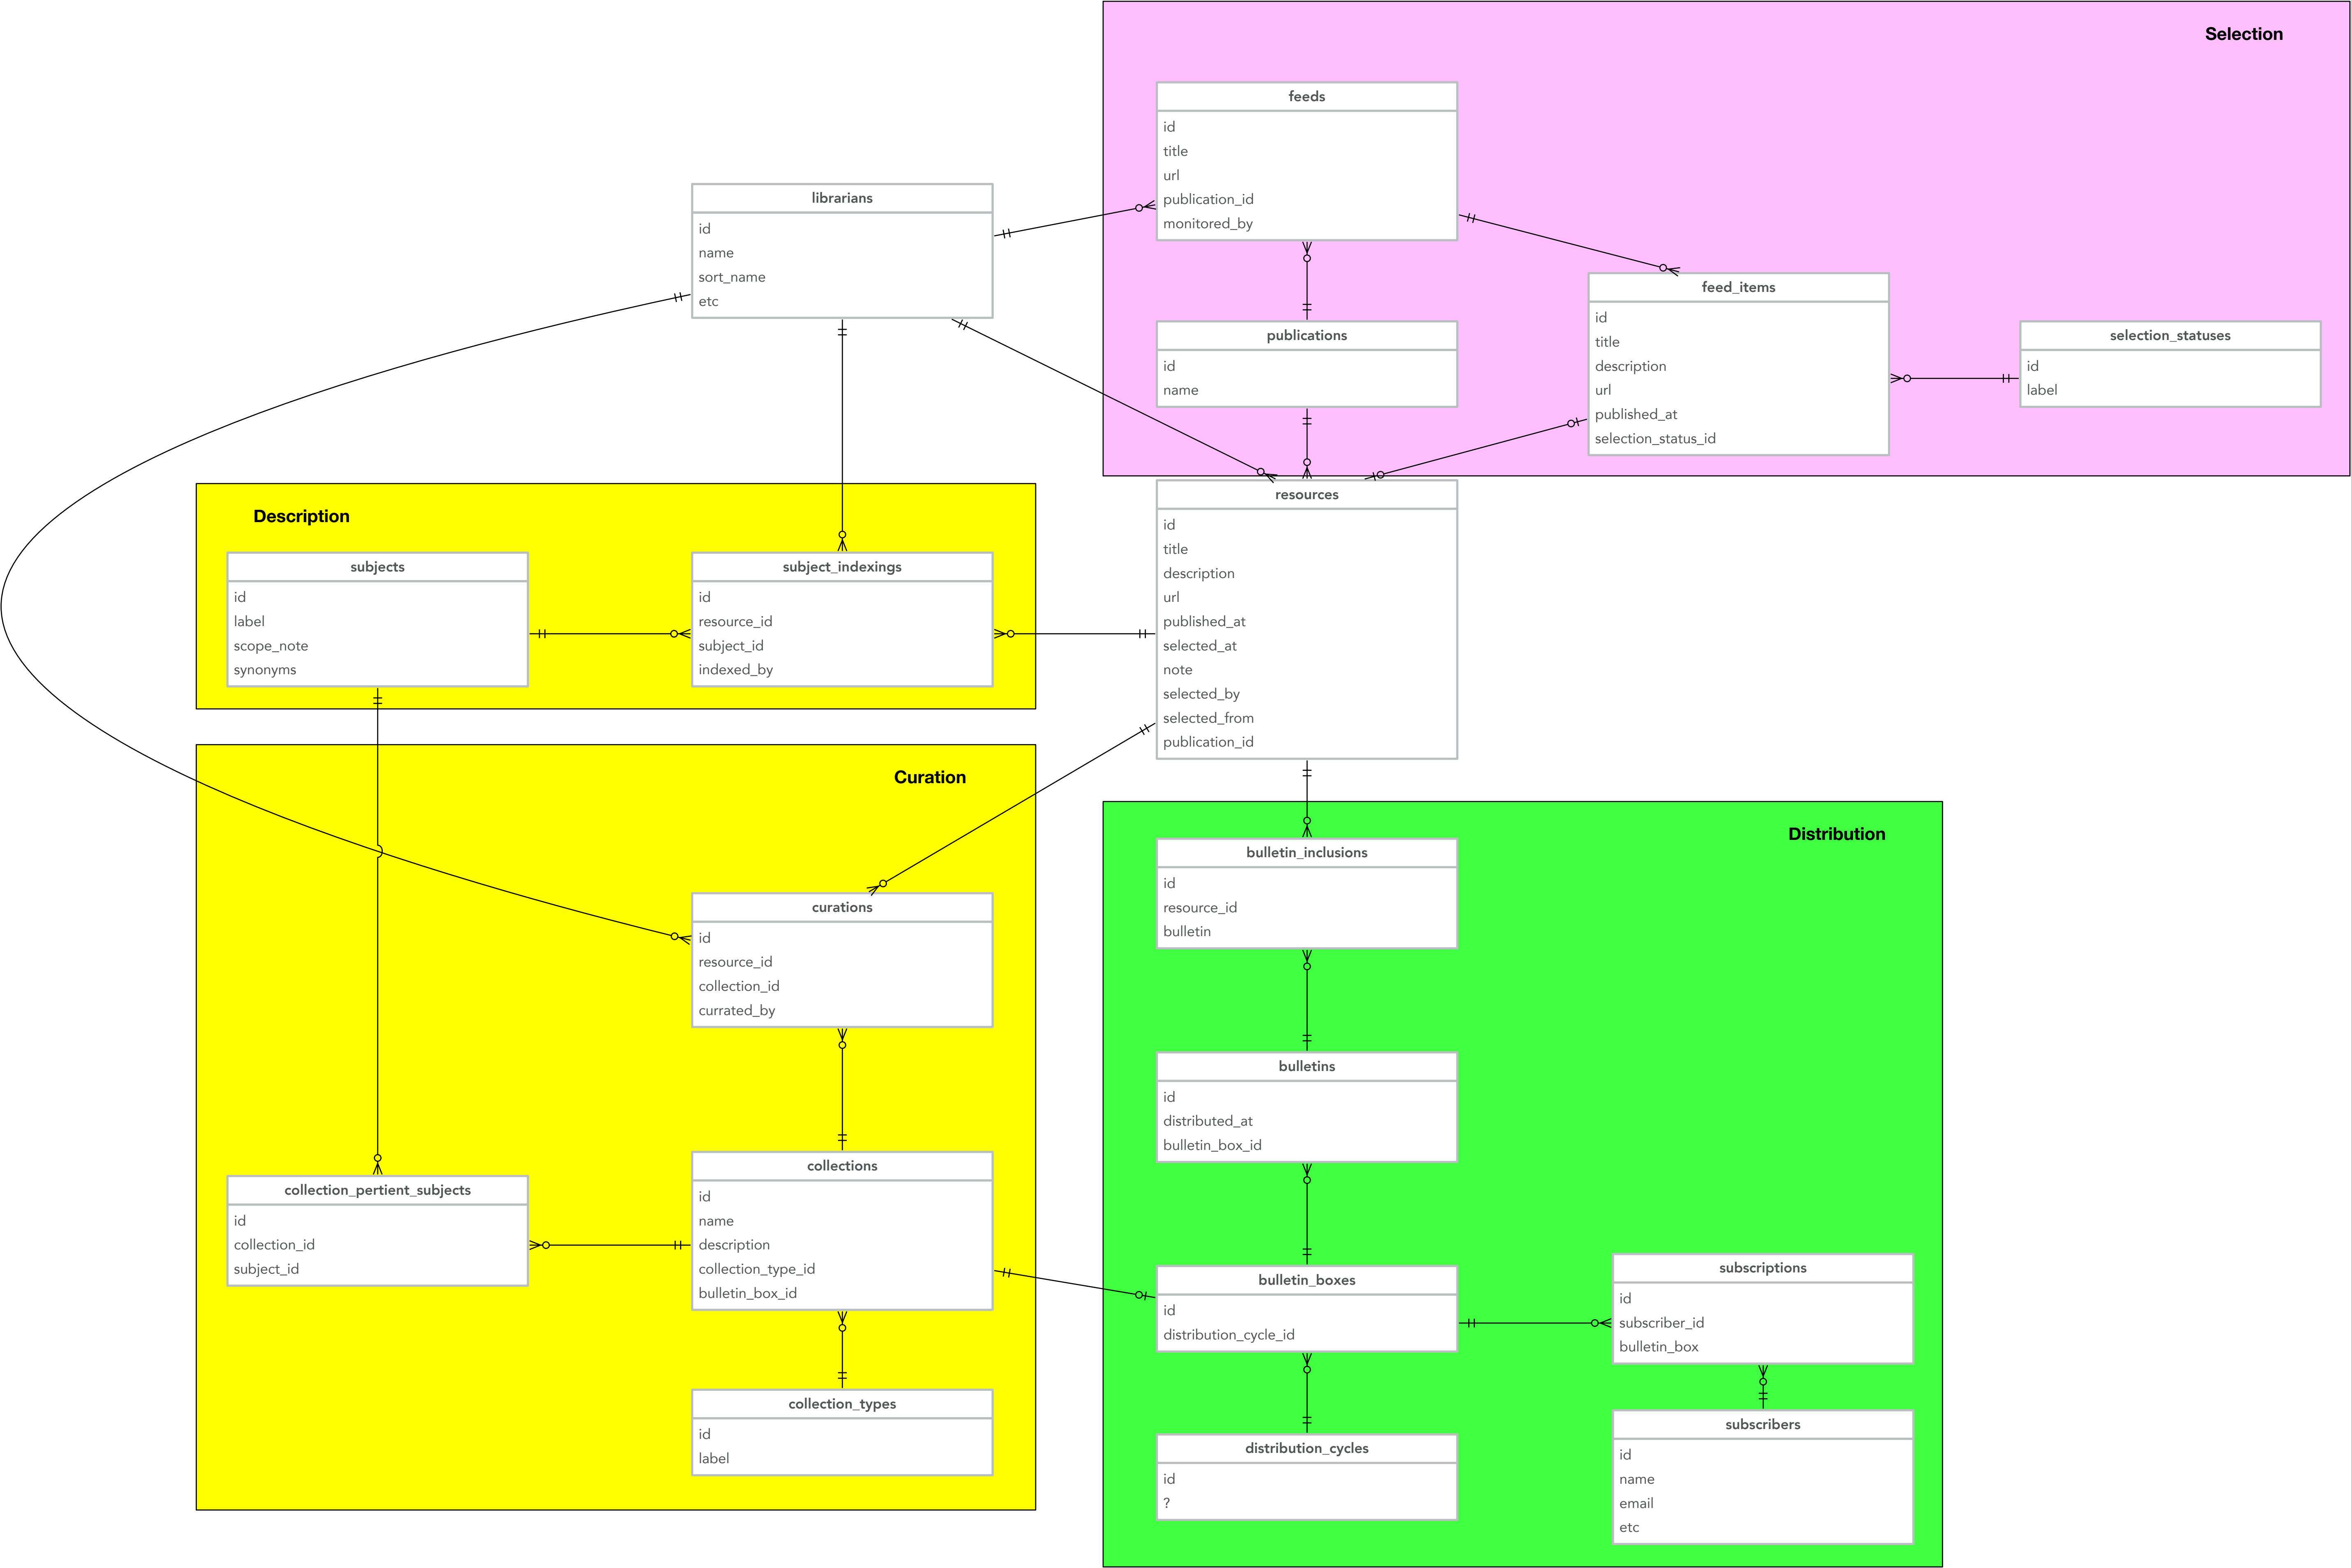 Selection
feeds
id
title
url
publication_id
monitored_by
librarians
id
name
sort_name
etc
feed_items
id
title
description
url
published_at
selection_status_id
publications
id
name
selection_statuses
id
label
resources
id
title
description
url
published_at
selected_at
note
selected_by
selected_from
publication_id
Description
subjects
id
label
scope_note
synonyms
subject_indexings
id
resource_id
subject_id
indexed_by
Curation
curations
id
resource_id
collection_id
currated_by
collection_pertient_subjects
id
collection_id
subject_id
collections
id
name
description
collection_type_id
bulletin_box_id
collection_types
id
label
Distribution
bulletin_inclusions
id
resource_id
bulletin
bulletins
id
distributed_at
bulletin_box_id
bulletin_boxes
id
distribution_cycle_id
subscriptions
id
subscriber_id
bulletin_box
distribution_cycles
id
?
subscribers
id
name
email
etc